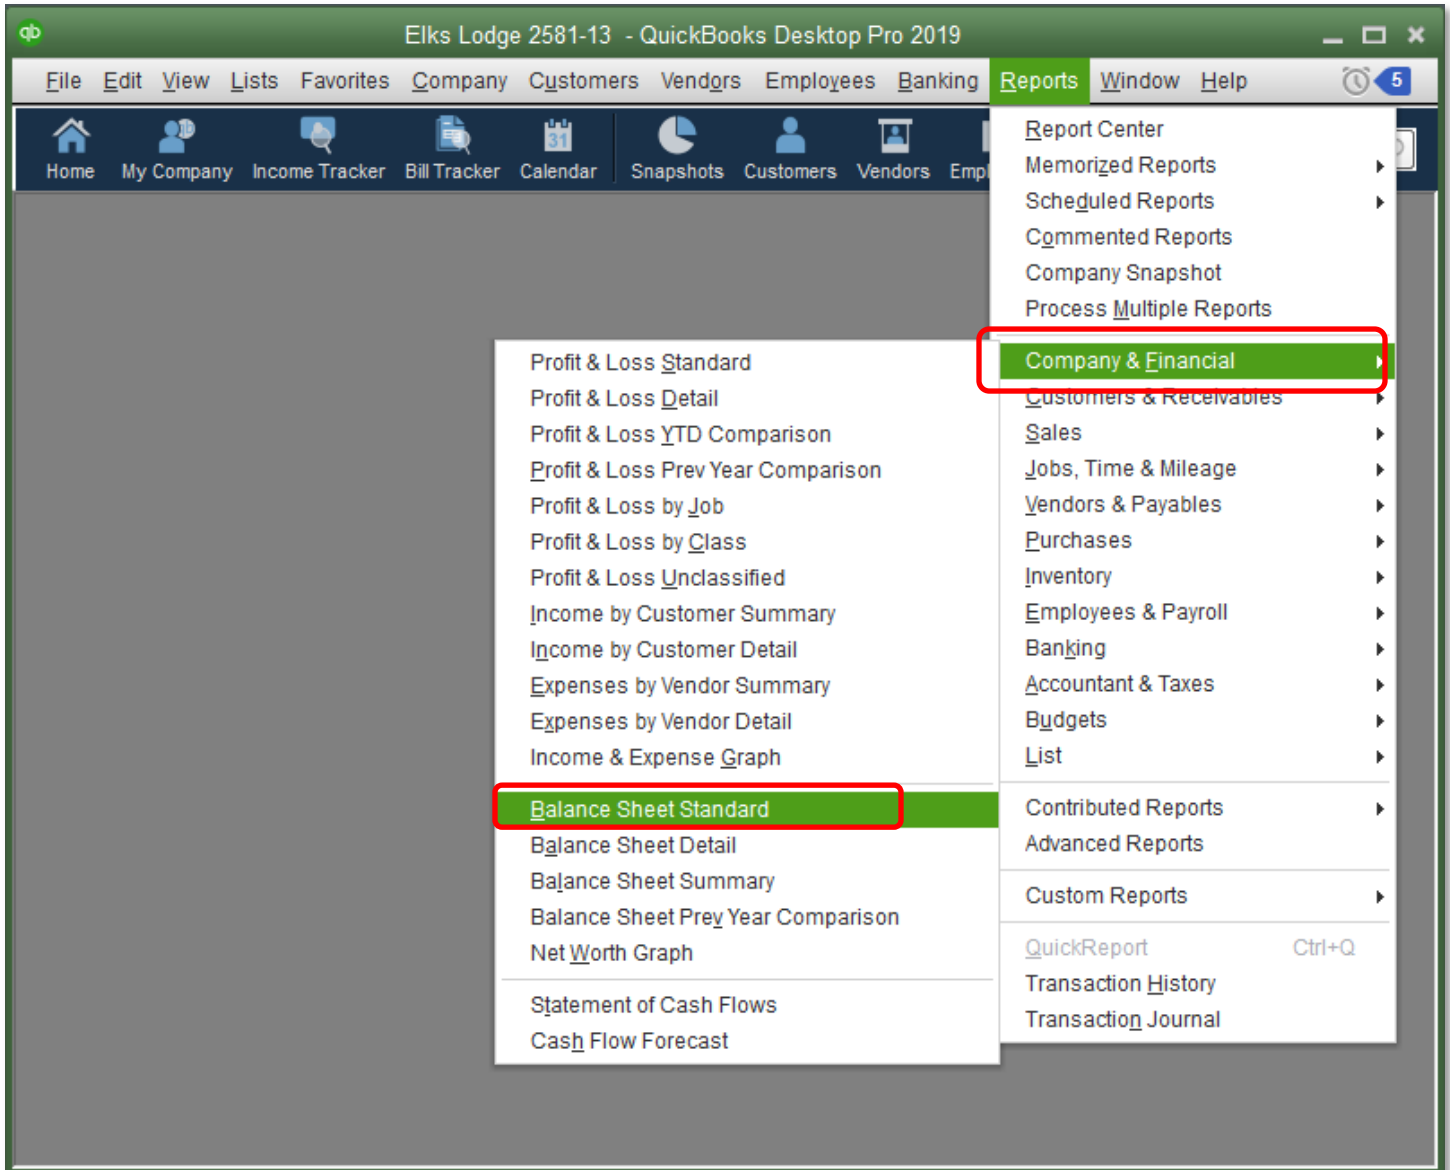 qb
Elks Lodge 2581-13 - QuickBooks Desktop Pro 2019
File Edit View Lists Favorites Company Customers Vendors Employees Banking Reports Window Help 5
31
Home My Company Income Tracker Bill Tracker Calendar Snapshots Customers Vendors Empl
Report Center
Memorized Reports
Scheduled Reports
Commented Reports
Company Snapshot
Process Multiple Reports
Company & Financial
Customers & Receivables
Sales
Jobs, Time & Mileage
Vendors & Payables
Purchases
Inventory
Employees & Payroll
Banking
Accountant & Taxes
Budgets
List
Contributed Reports
Advanced Reports
Custom Reports
QuickReport Ctrl+Q
Transaction History
Transaction Journal
Profit & Loss Standard
Profit & Loss Detail
Profit & Loss YTD Comparison
Profit & Loss Prev Year Comparison
Profit & Loss by Job
Profit & Loss by Class
Profit & Loss Unclassified
Income by Customer Summary
Income by Customer Detail
Expenses by Vendor Summary
Expenses by Vendor Detail
Income & Expense Graph
Balance Sheet Standard
Balance Sheet Detail
Balance Sheet Summary
Balance Sheet Prev Year Comparison
Net Worth Graph
Statement of Cash Flows
Cash Flow Forecast